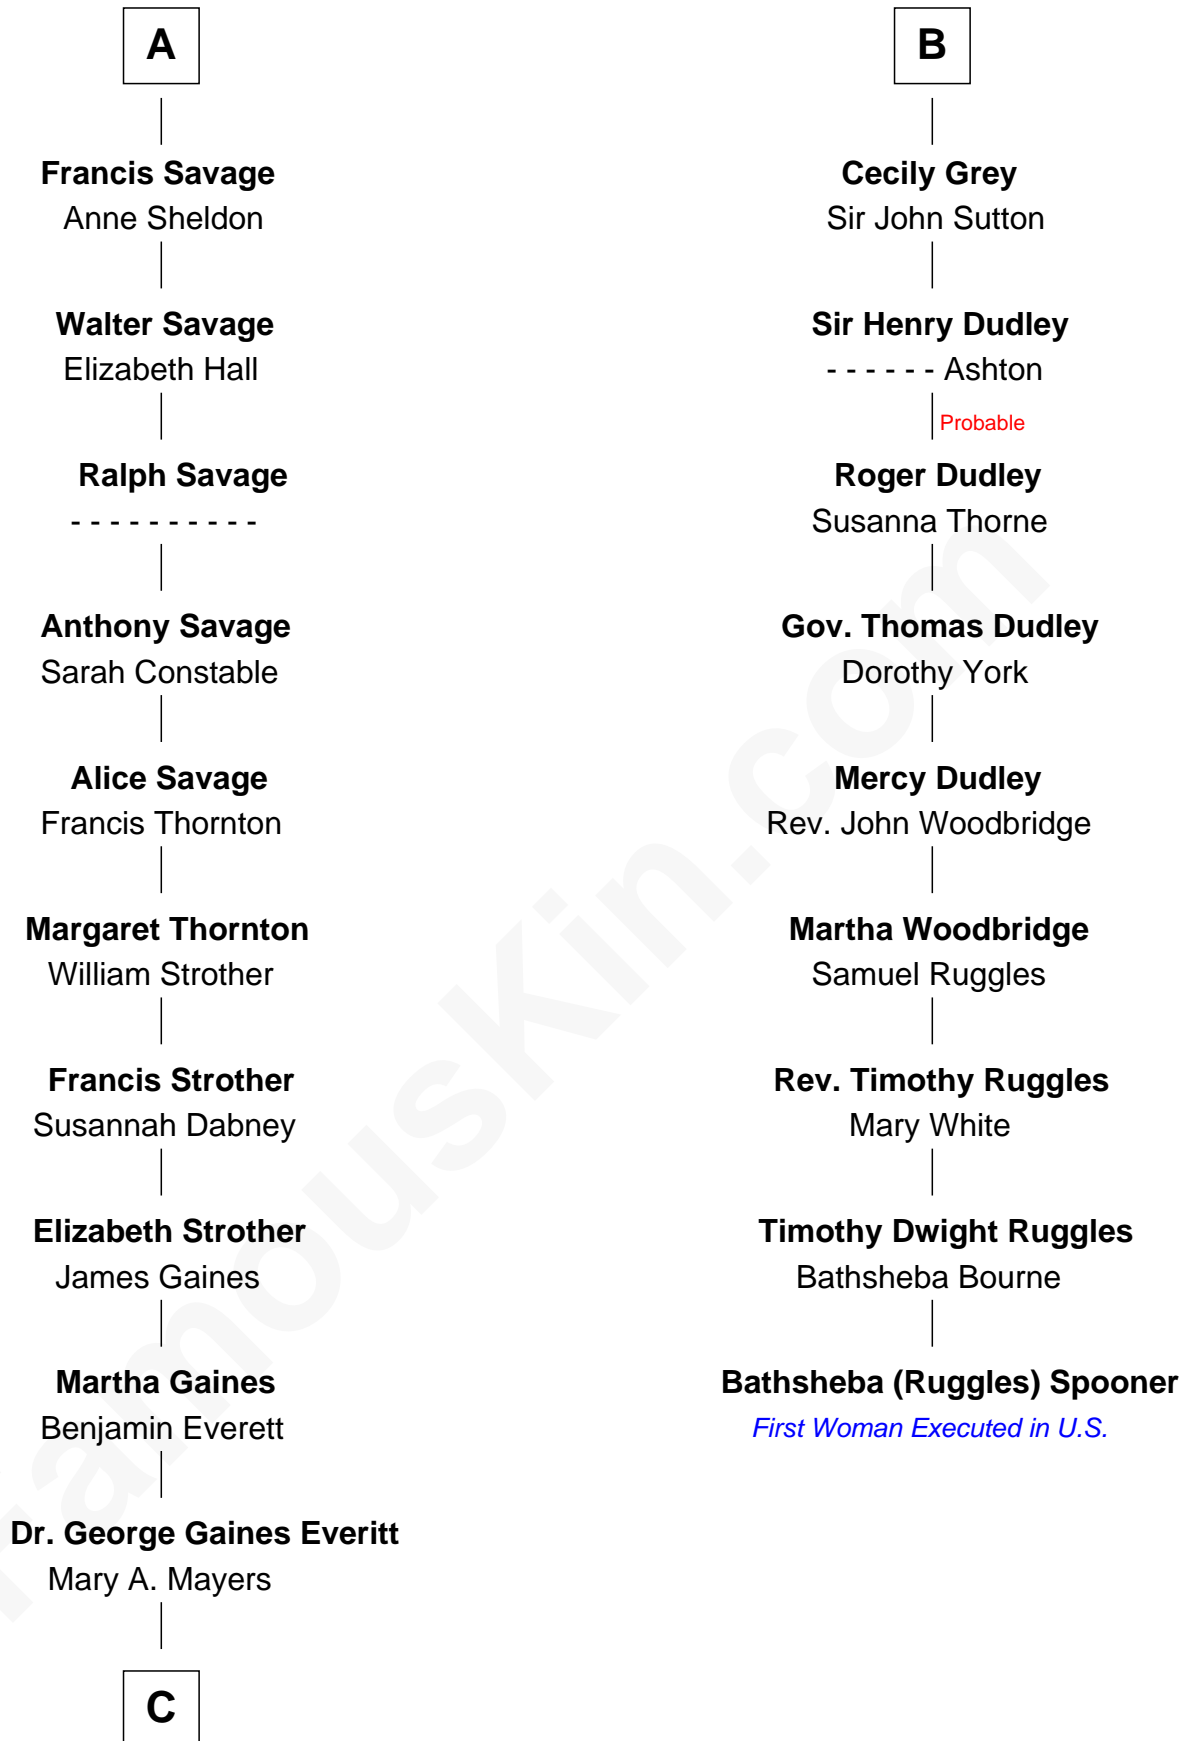 A
Francis Savage
Anne Sheldon
Walter Savage
Elizabeth Hall
Ralph Savage
- - - - - - - - - -
Anthony Savage
Sarah Constable
Alice Savage
Francis Thornton
Margaret Thornton
William Strother
Francis Strother
Susannah Dabney
Elizabeth Strother
James Gaines
Martha Gaines
Benjamin Everett
Dr. George Gaines Everitt
Mary A. Mayers
C
B
Cecily Grey
Sir John Sutton
Sir Henry Dudley
- - - - - - Ashton
Probable
Roger Dudley
Susanna Thorne
Gov. Thomas Dudley
Dorothy York
Mercy Dudley
Rev. John Woodbridge
Martha Woodbridge
Samuel Ruggles
Rev. Timothy Ruggles
Mary White
Timothy Dwight Ruggles
Bathsheba Bourne
Bathsheba (Ruggles) Spooner
First Woman Executed in U.S.
FamousKin.com